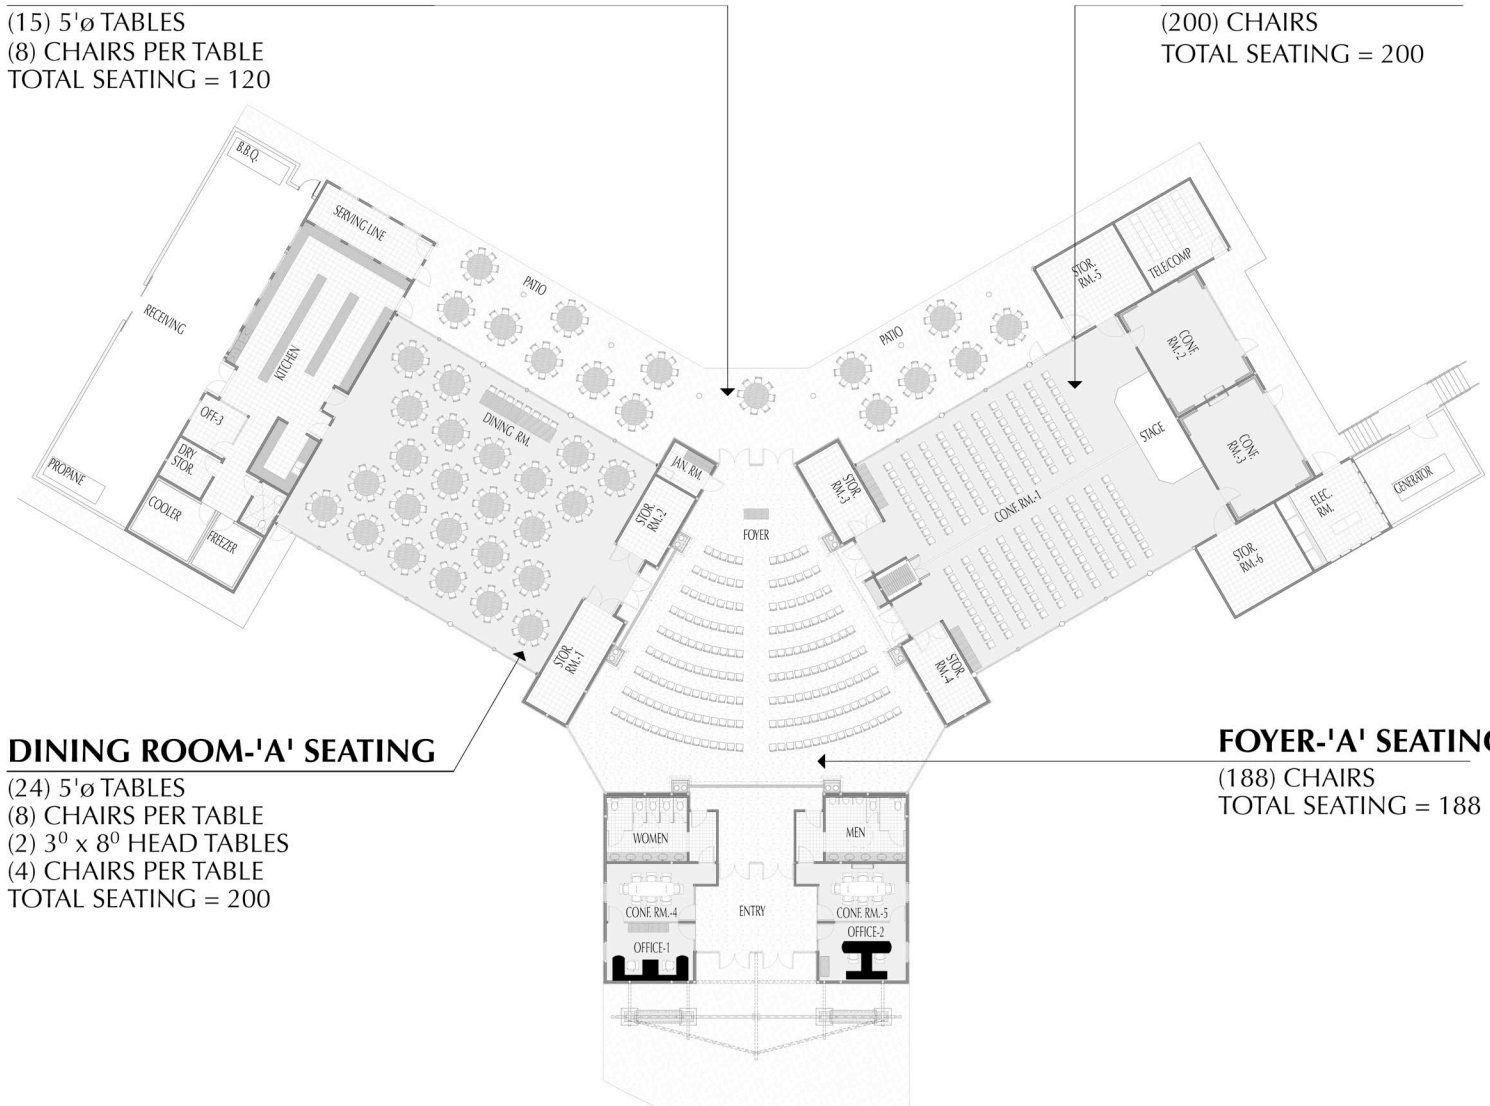 (15) 5'ø TABLES
(8) CHAIRS PER TABLE
TOTAL SEATING = 120
(200) CHAIRS
TOTAL SEATING = 200
B.B.Q.
SERVING LINE
PATIO
RECEIVING
KITCHEN
OFF-3
DRY
STOR.
PROPANE
COOLER
FREEZER
DINING RM.
JAN. RM.
STOR.
RM.-2
STOR.
RM.-1
FOYER
PATIO
STOR.
RM.-5
TELE/COMP
CONF.
RM.-2
STAGE
CONF.
RM.-3
CONF. RM.-1
STOR.
RM.-3
STOR.
RM.-4
STOR.
RM.-6
ELEC.
RM.
GENERATOR
DINING ROOM-'A' SEATING
(24) 5'ø TABLES
(8) CHAIRS PER TABLE
(2) 3⁰ x 8⁰ HEAD TABLES
(4) CHAIRS PER TABLE
TOTAL SEATING = 200
FOYER-'A' SEATING
(188) CHAIRS
TOTAL SEATING = 188
WOMEN
MEN
CONF. RM.-4
ENTRY
CONF. RM.-5
OFFICE-1
OFFICE-2